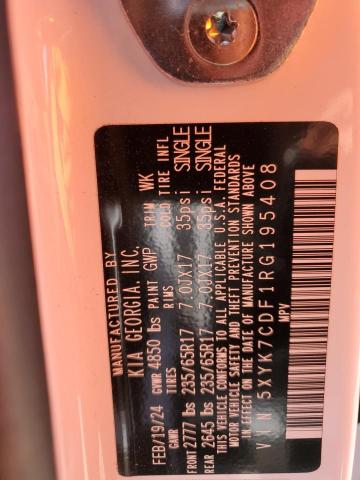 MANUFACTURED BY
KIA GEORGIA, INC.
FEB/19/24 PAINT GWP TRIM WK
GVWR 4850 lbs
GAWR TIRES RIMS COLD TIRE INFL
FRONT 2777 lbs 235/65R17 7.0JX17 35psi SINGLE
REAR 2645 lbs 235/65R17 7.0JX17 35psi SINGLE
THIS VEHICLE CONFORMS TO ALL APPLICABLE U.S.A. FEDERAL
MOTOR VEHICLE SAFETY AND THEFT PREVENTION STANDARDS
IN EFFECT ON THE DATE OF MANUFACTURE SHOWN ABOVE
V I N 5XYK7CDF1RG195408
MPV